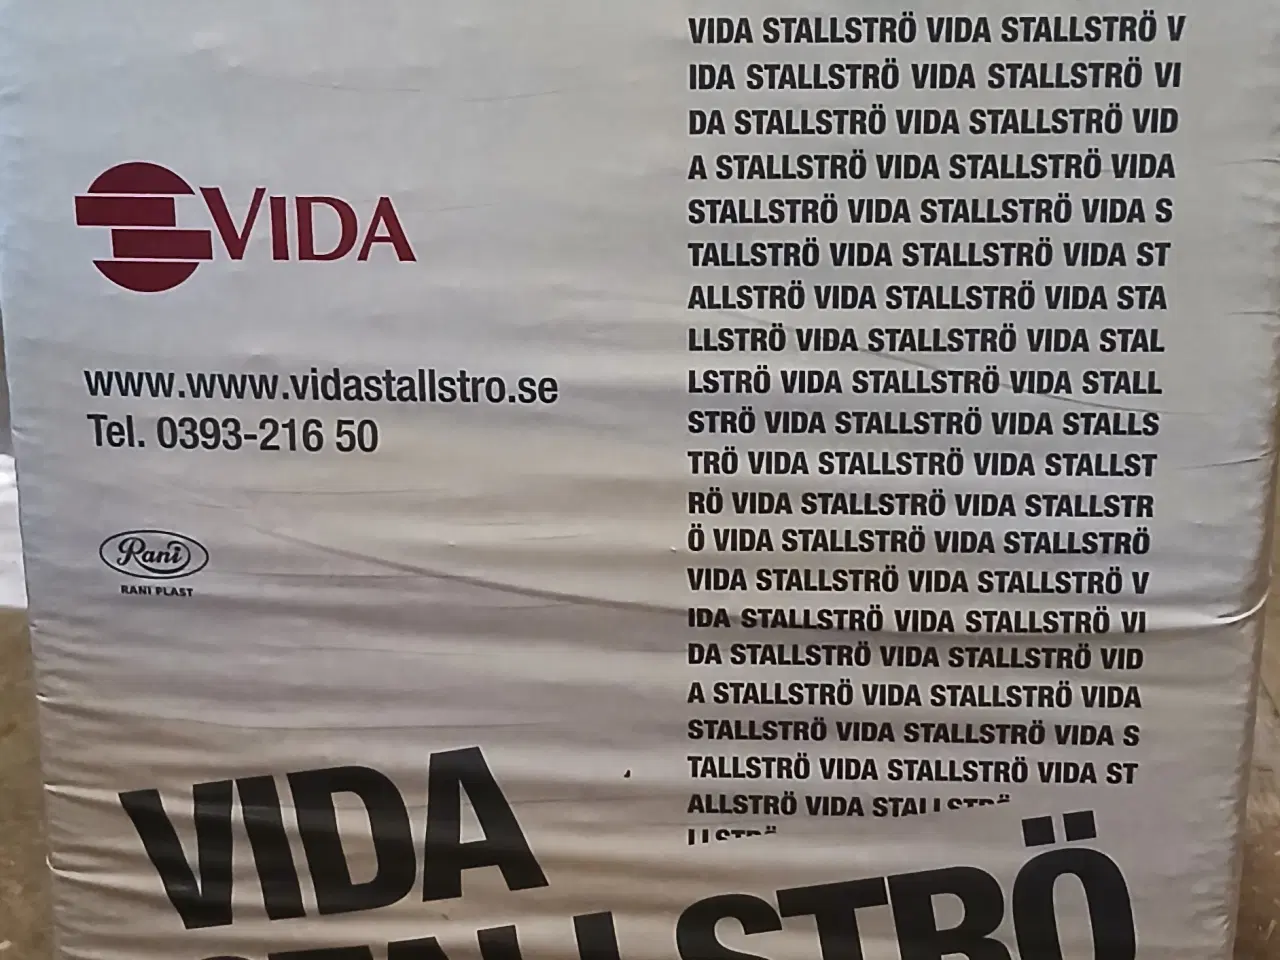 VIDA
www.www.vidastallstro.se
Tel. 0393-216 50
Rani
RANI PLAST
VIDA STALLSTRÖ VIDA STALLSTRÖ V
IDA STALLSTRÖ VIDA STALLSTRÖ VI
DA STALLSTRÖ VIDA STALLSTRÖ VID
A STALLSTRÖ VIDA STALLSTRÖ VIDA
STALLSTRÖ VIDA STALLSTRÖ VIDA S
TALLSTRÖ VIDA STALLSTRÖ VIDA ST
ALLSTRÖ VIDA STALLSTRÖ VIDA STA
LLSTRÖ VIDA STALLSTRÖ VIDA STAL
LSTRÖ VIDA STALLSTRÖ VIDA STALL
STRÖ VIDA STALLSTRÖ VIDA STALLS
TRÖ VIDA STALLSTRÖ VIDA STALLST
RÖ VIDA STALLSTRÖ VIDA STALLSTR
Ö VIDA STALLSTRÖ VIDA STALLSTRÖ
VIDA STALLSTRÖ VIDA STALLSTRÖ V
IDA STALLSTRÖ VIDA STALLSTRÖ VI
DA STALLSTRÖ VIDA STALLSTRÖ VID
A STALLSTRÖ VIDA STALLSTRÖ VIDA
STALLSTRÖ VIDA STALLSTRÖ VIDA S
TALLSTRÖ VIDA STALLSTRÖ VIDA ST
ALLSTRÖ VIDA STALLSTRÖ
LLSTRÖ
VIDA
STALLSTRÖ